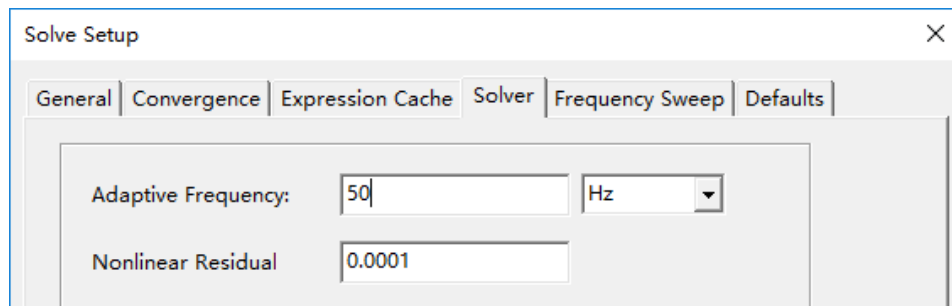 Solve Setup
General Convergence Expression Cache Solver Frequency Sweep Defaults
Adaptive Frequency: 50 Hz
Nonlinear Residual 0.0001